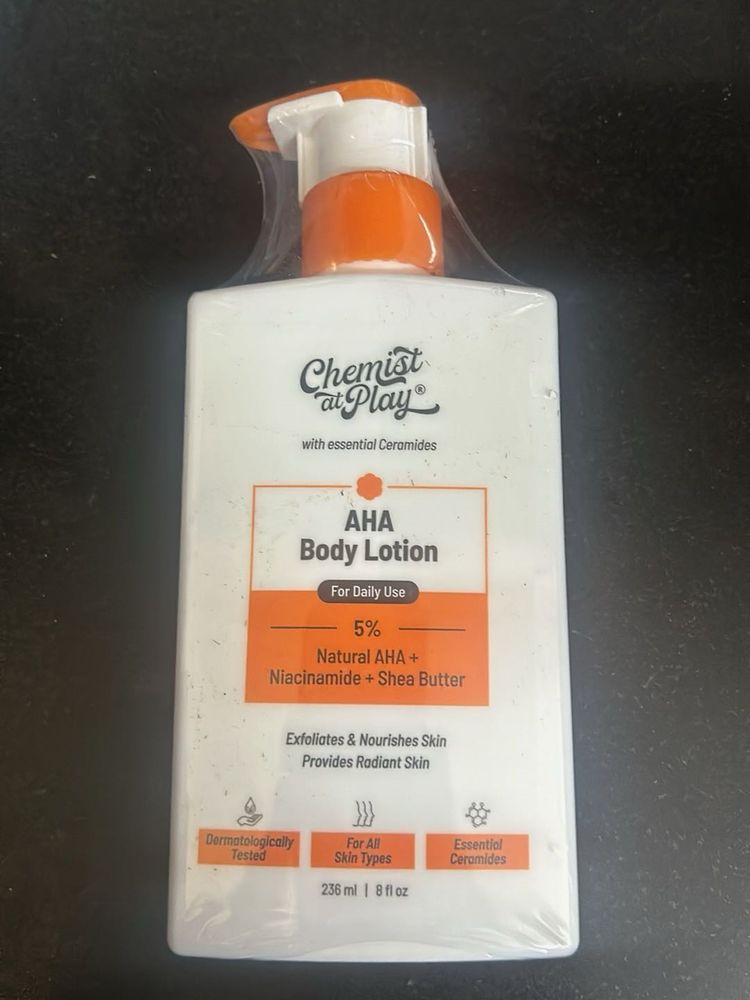 Chemist
at Play®
with essential Ceramides
AHA
Body Lotion
For Daily Use
5%
Natural AHA +
Niacinamide + Shea Butter
Exfoliates & Nourishes Skin
Provides Radiant Skin
Dermatologically
Tested
For All
Skin Types
Essential
Ceramides
236 ml | 8 fl oz